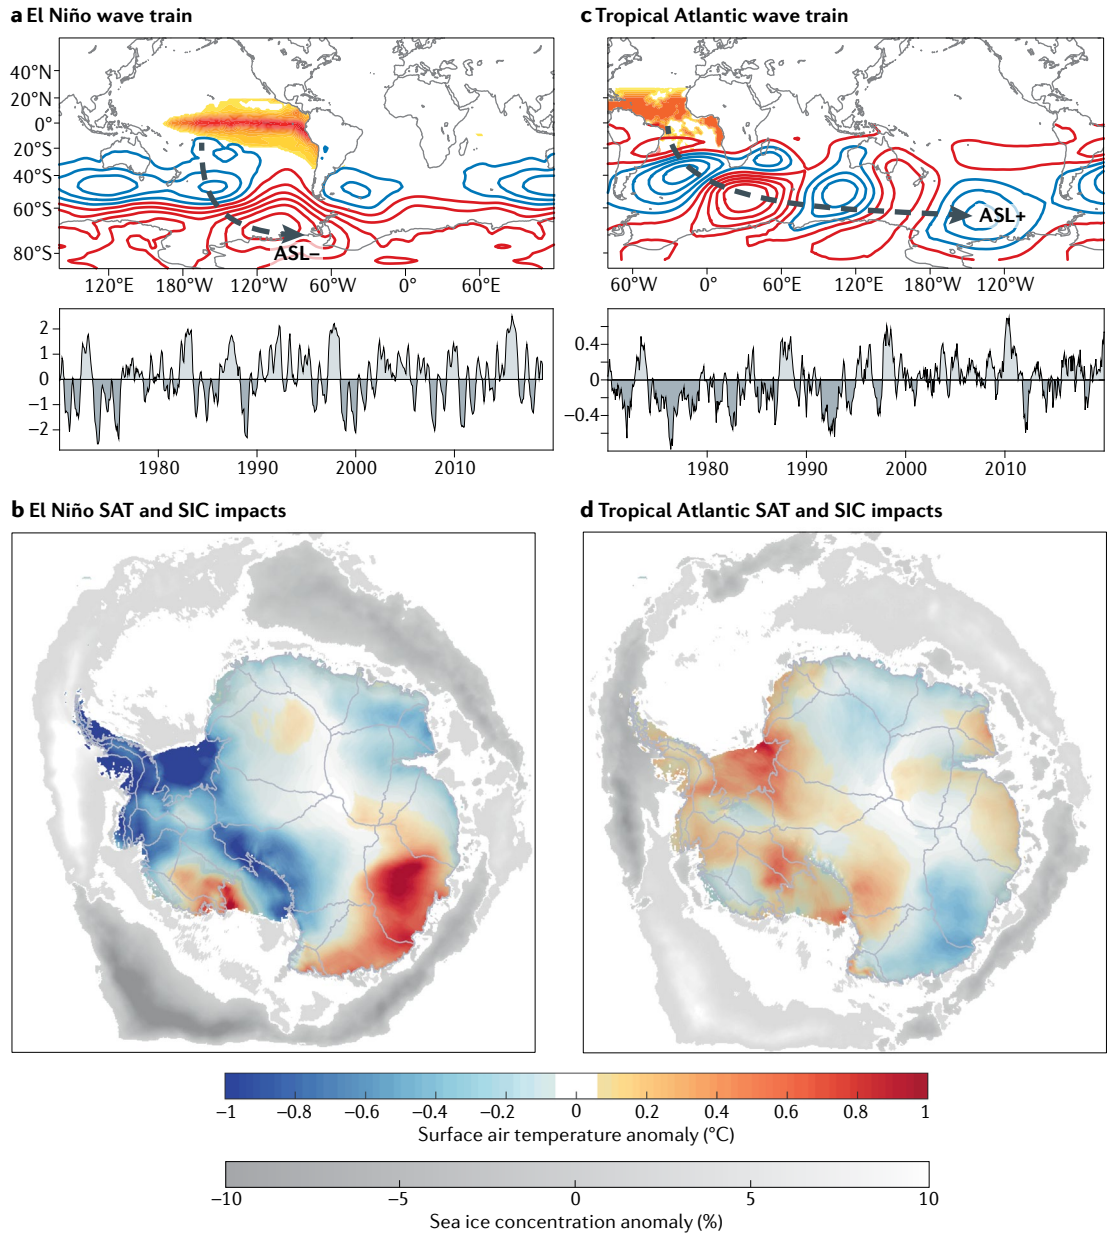 a El Niño wave train
40°N
20°N
0°
20°S
40°S
60°S
80°S
ASL–
120°E 180°W 120°W 60°W 0° 60°E
2
1
0
–1
–2
1980 1990 2000 2010
c Tropical Atlantic wave train
ASL+
60°W 0° 60°E 120°E 180°W 120°W
0.4
0
–0.4
1980 1990 2000 2010
b El Niño SAT and SIC impacts
d Tropical Atlantic SAT and SIC impacts
–1 –0.8 –0.6 –0.4 –0.2 0 0.2 0.4 0.6 0.8 1
Surface air temperature anomaly (°C)
–10 –5 0 5 10
Sea ice concentration anomaly (%)